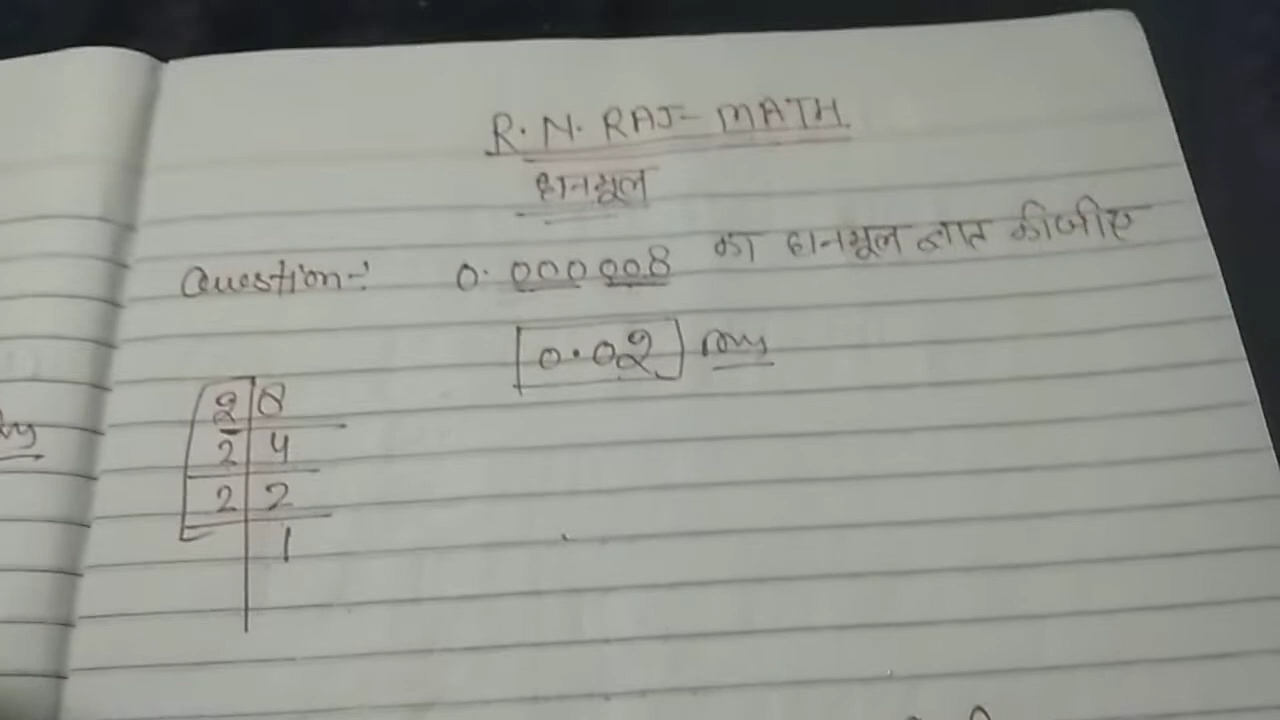 R.N. RAJ- MATH.
घनमूल
Question:- 0.000008 का घनमूल ज्ञात कीजीए
0.02 Ans
2 8
2 4
2 2
1